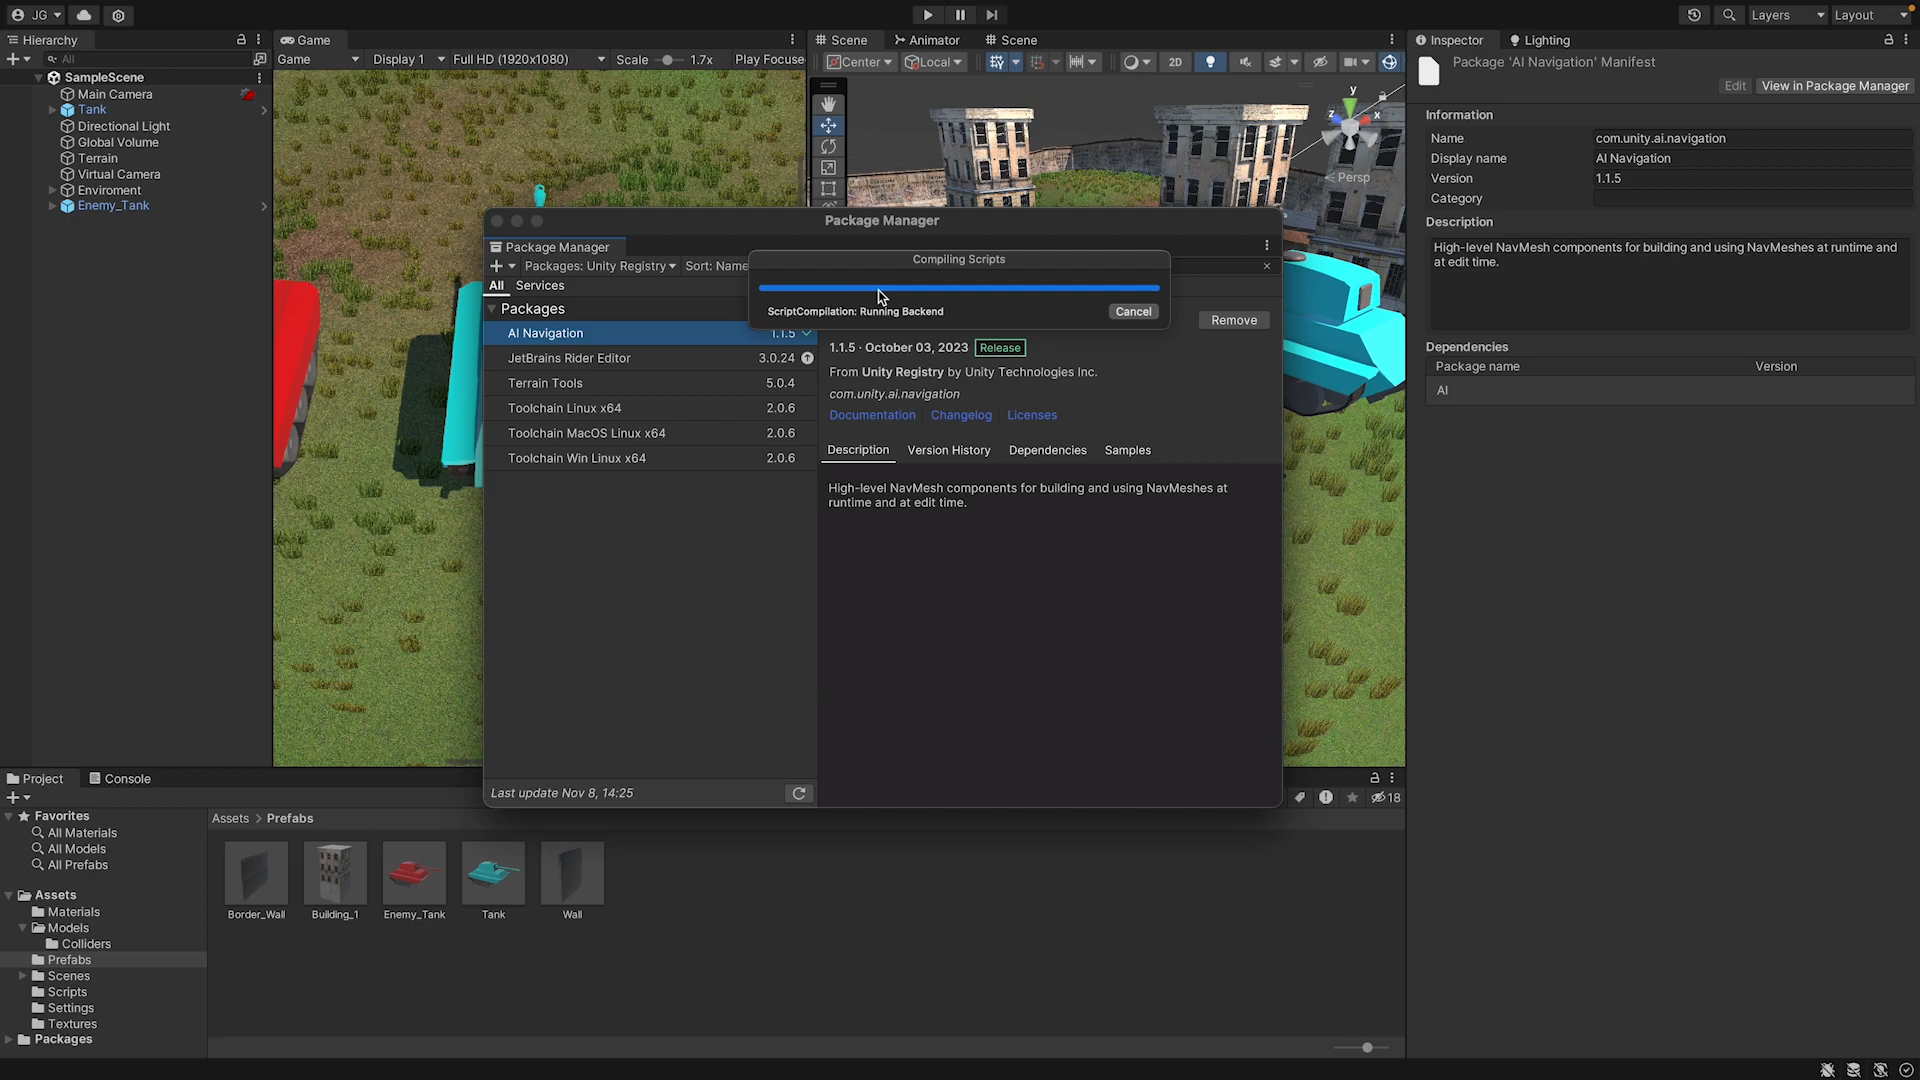 JG
Layers
Layout
Hierarchy
All
SampleScene
Main Camera
Tank
Directional Light
Global Volume
Terrain
Virtual Camera
Enviroment
Enemy_Tank
Game
Game
Display 1
Full HD (1920x1080)
Scale
1.7x
Play Focuse
Scene
Animator
Scene
Center
Local
2D
y
x
z
Persp
Inspector
Lighting
Package 'AI Navigation' Manifest
Edit
View in Package Manager
Information
Name
com.unity.ai.navigation
Display name
AI Navigation
Version
1.1.5
Category
Description
High-level NavMesh components for building and using NavMeshes at runtime and
at edit time.
Dependencies
Package name
Version
AI
Package Manager
Package Manager
Packages: Unity Registry
Sort: Name
All
Services
Packages
AI Navigation
1.1.5
JetBrains Rider Editor
3.0.24
Terrain Tools
5.0.4
Toolchain Linux x64
2.0.6
Toolchain MacOS Linux x64
2.0.6
Toolchain Win Linux x64
2.0.6
Last update Nov 8, 14:25
Compiling Scripts
ScriptCompilation: Running Backend
Cancel
Remove
1.1.5 · October 03, 2023
Release
From Unity Registry by Unity Technologies Inc.
com.unity.ai.navigation
Documentation
Changelog
Licenses
Description
Version History
Dependencies
Samples
High-level NavMesh components for building and using NavMeshes at
runtime and at edit time.
Project
Console
18
Favorites
All Materials
All Models
All Prefabs
Assets
Materials
Models
Colliders
Prefabs
Scenes
Scripts
Settings
Textures
Packages
Assets > Prefabs
Border_Wall
Building_1
Enemy_Tank
Tank
Wall